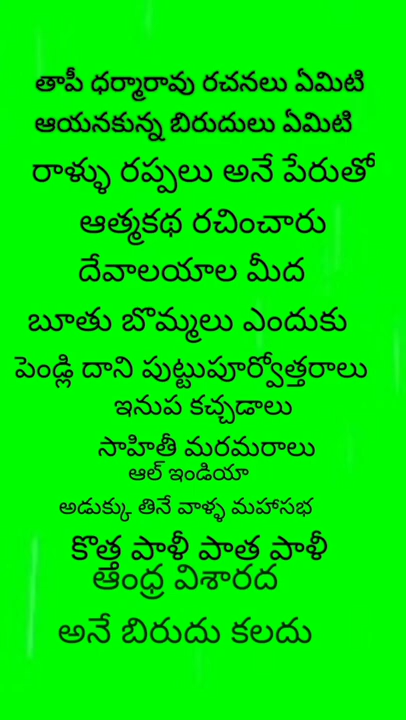 తాపీ ధర్మారావు రచనలు ఏమిటి
ఆయనకున్న బిరుదులు ఏమిటి
రాళ్ళు రప్పలు అనే పేరుతో
ఆత్మకథ రచించారు
దేవాలయాల మీద
బూతు బొమ్మలు ఎందుకు
పెండ్లి దాని పుట్టుపూర్వోత్తరాలు
ఇనుప కచ్చడాలు
సాహితీ మరమరాలు
ఆల్ ఇండియా
అడుక్కు తినే వాళ్ళ మహాసభ
కొత్త పాళీ పాత పాళీ
ఆంధ్ర విశారద
అనే బిరుదు కలదు